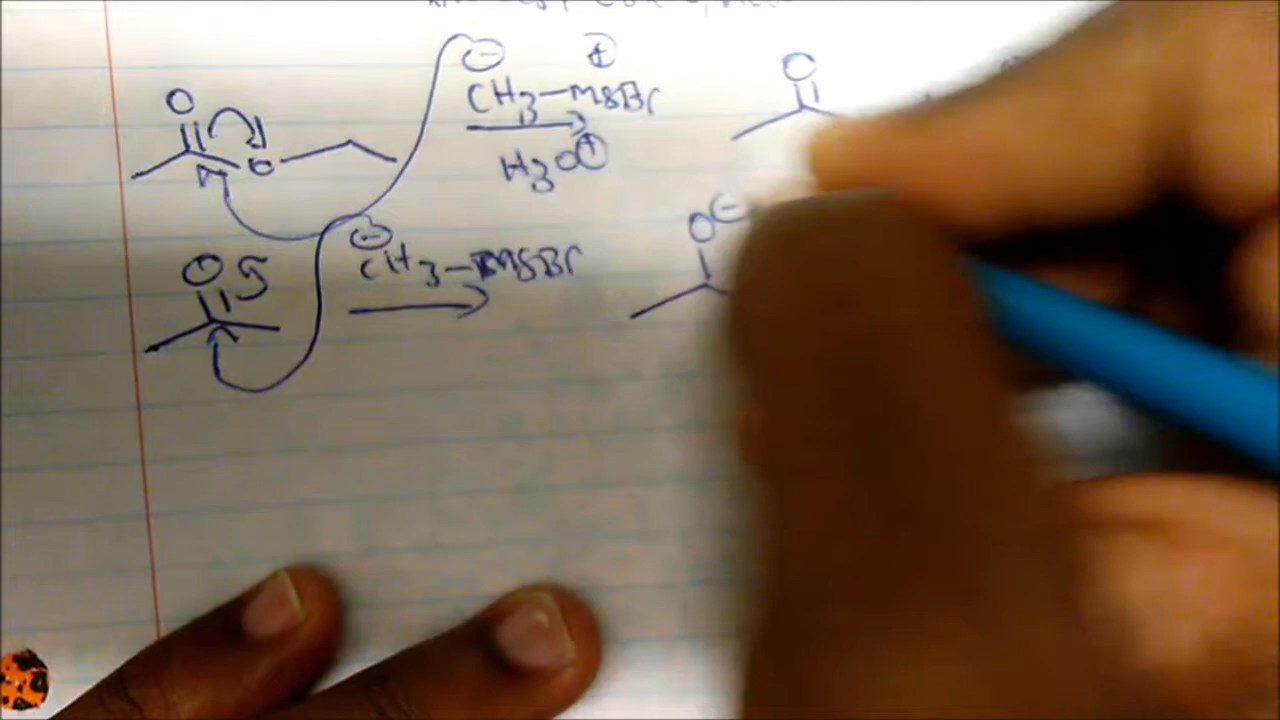 ⊖ ⊕
O CH3-MgBr O
O H3O⊕
⊖ O⊖
O CH3-MgBr